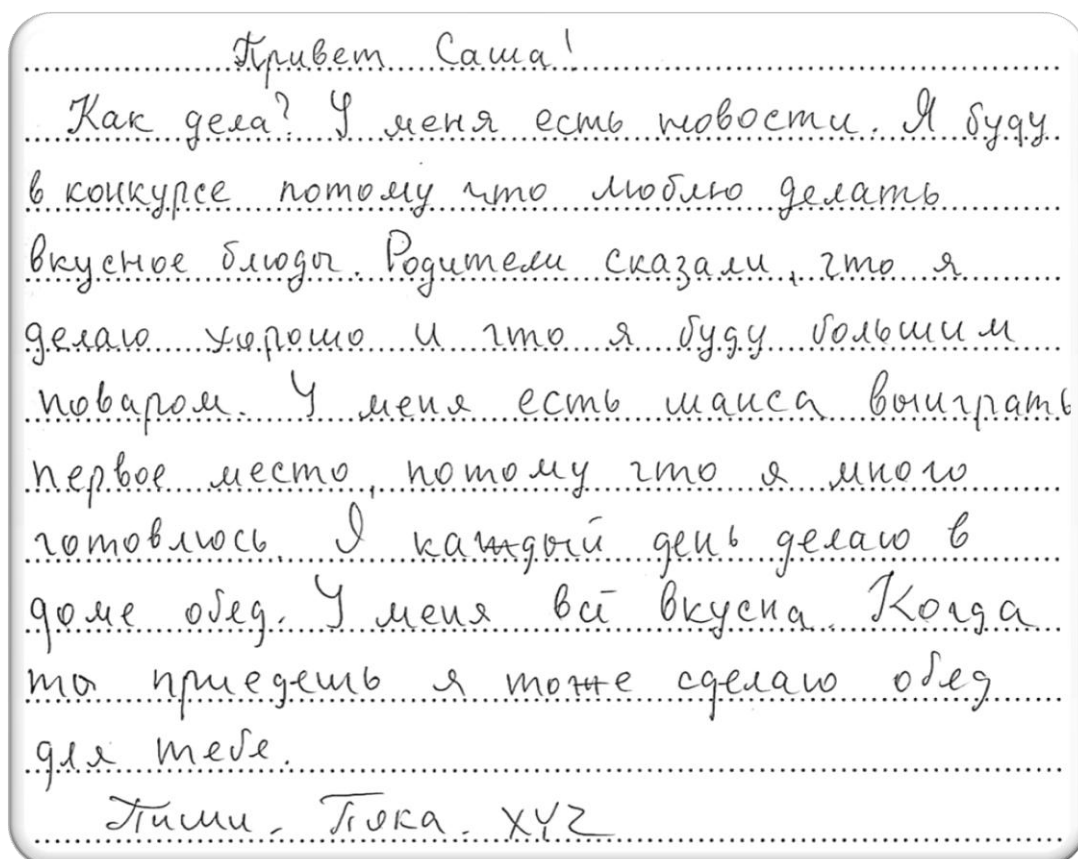 Привет Саша!
Как дела? У меня есть новости. Я буду
в конкурсе потому что люблю делать
вкусное блюды. Родители сказали, что я
делаю хорошо и что я буду большим
поваром. У меня есть шанса выиграть
первое место, потому что я много
готовлюсь. Я каждый день делаю в
доме обед. У меня всё вкусна. Когда
ты приедешь я тоже сделаю обед
для тебе.
Пиши. Пока. XYZ